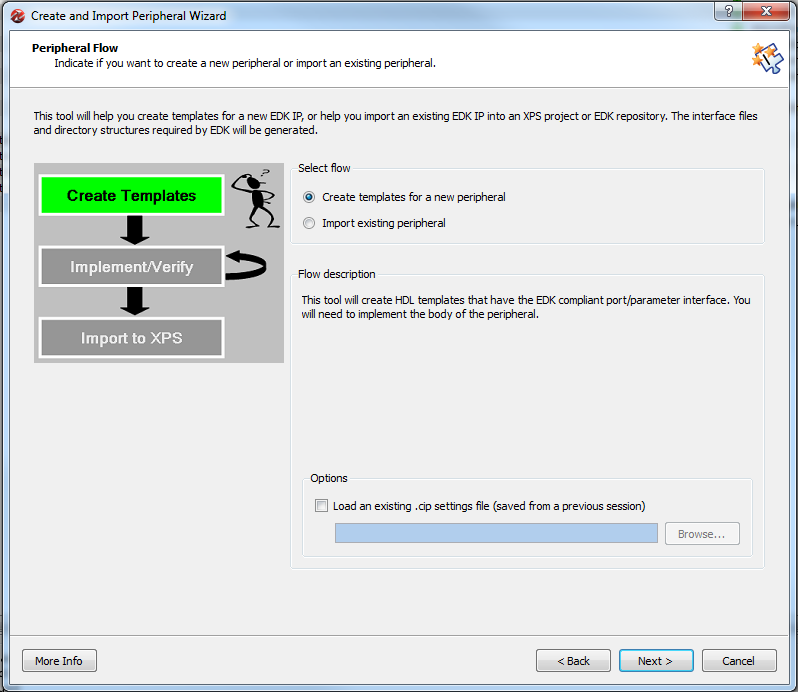 Create and Import Peripheral Wizard
?
Peripheral Flow
Indicate if you want to create a new peripheral or import an existing peripheral.
This tool will help you create templates for a new EDK IP, or help you import an existing EDK IP into an XPS project or EDK repository. The interface files
and directory structures required by EDK will be generated.
Create Templates
?
Implement/Verify
Import to XPS
Select flow
Create templates for a new peripheral
Import existing peripheral
Flow description
This tool will create HDL templates that have the EDK compliant port/parameter interface. You
will need to implement the body of the peripheral.
Options
Load an existing .cip settings file (saved from a previous session)
Browse...
More Info
< Back
Next >
Cancel